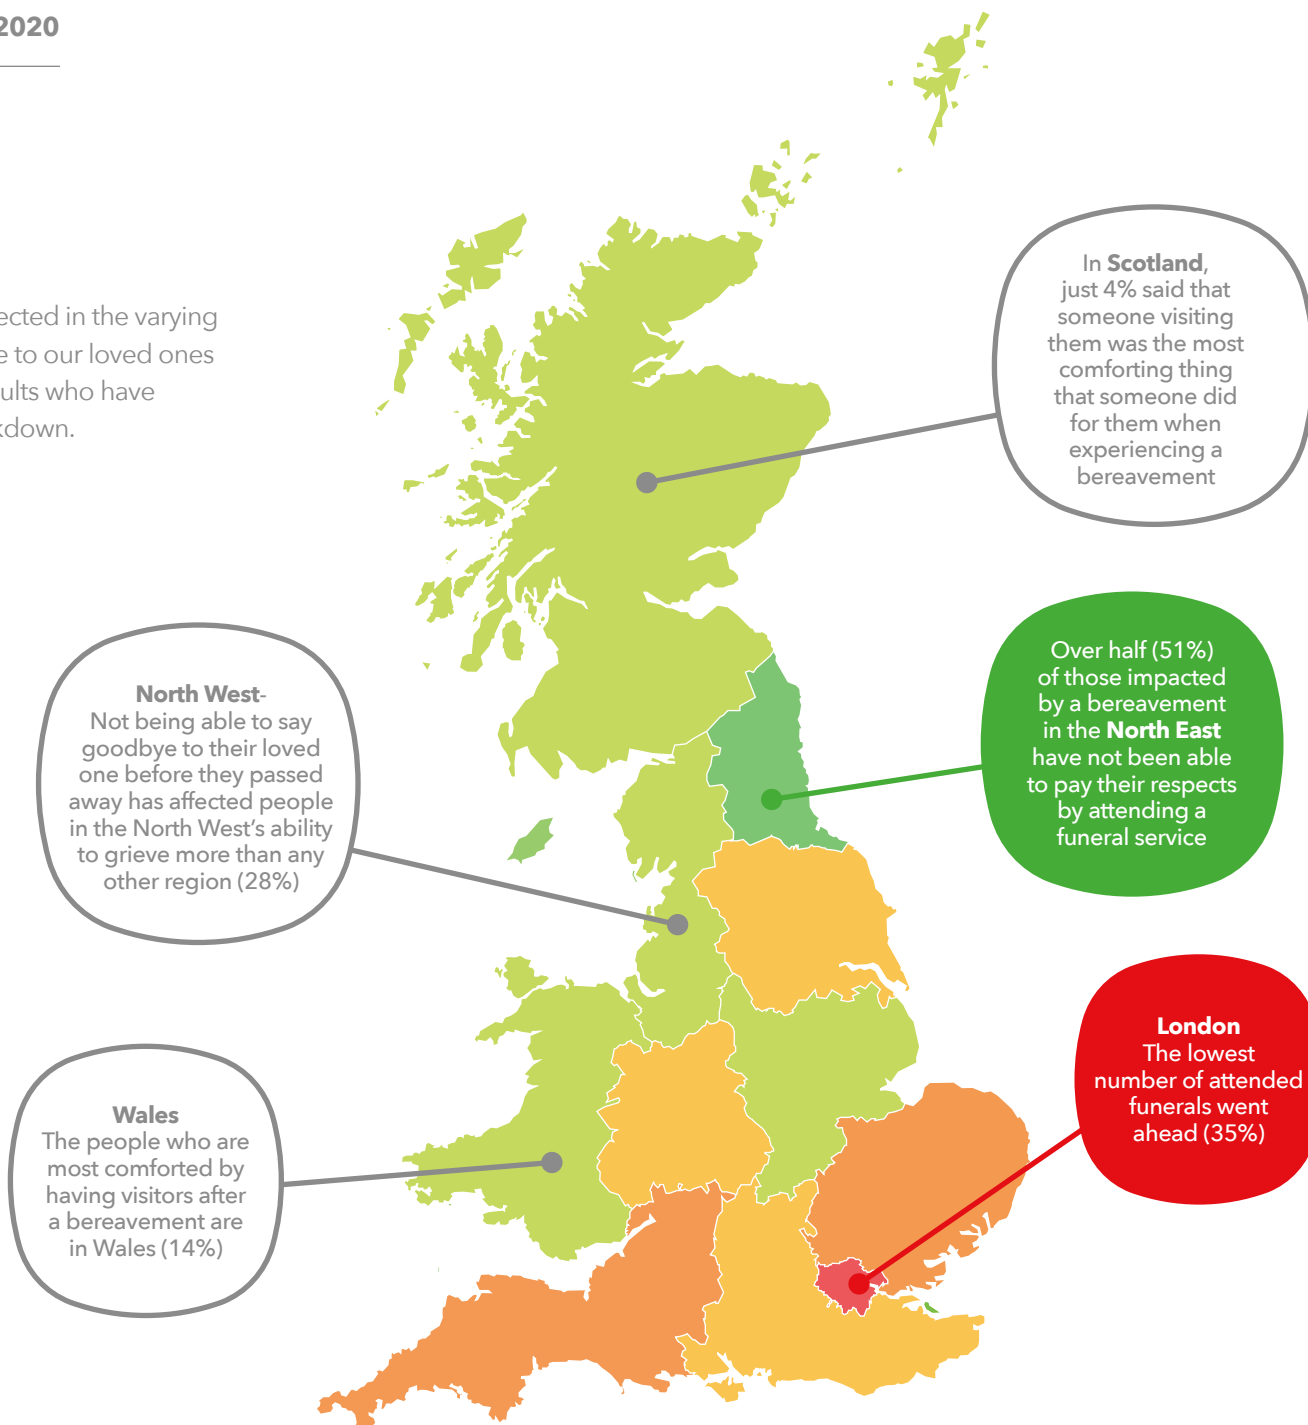 2020
ected in the varying
e to our loved ones
ults who have
kdown.
In Scotland,
just 4% said that
someone visiting
them was the most
comforting thing
that someone did
for them when
experiencing a
bereavement
North West-
Not being able to say
goodbye to their loved
one before they passed
away has affected people
in the North West's ability
to grieve more than any
other region (28%)
Over half (51%)
of those impacted
by a bereavement
in the North East
have not been able
to pay their respects
by attending a
funeral service
London
The lowest
number of attended
funerals went
ahead (35%)
Wales
The people who are
most comforted by
having visitors after
a bereavement are
in Wales (14%)